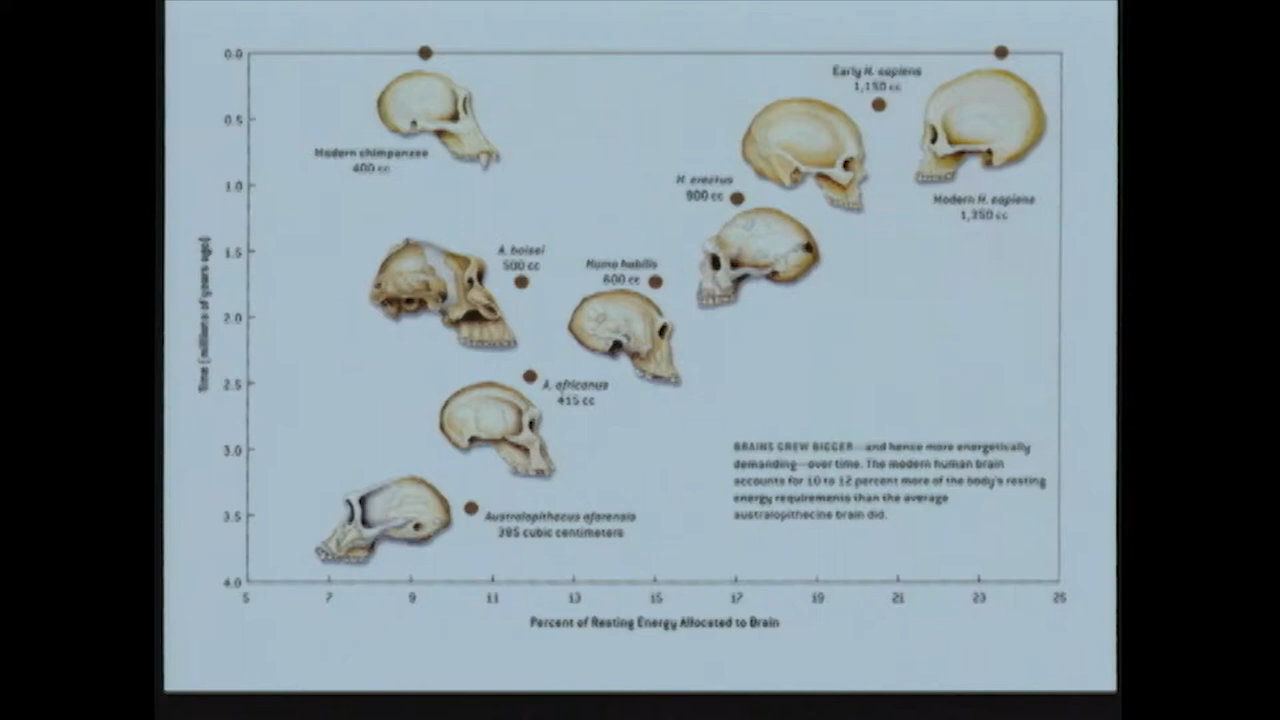 0.0
0.5
1.0
1.5
2.0
2.5
3.0
3.5
4.0
Time (millions of years ago)
Modern chimpanzee
400 cc
Early H. sapiens
1,150 cc
H. erectus
900 cc
Modern H. sapiens
1,350 cc
A. boisei
500 cc
Homo habilis
600 cc
A. africanus
415 cc
BRAINS GREW BIGGER—and hence more energetically
demanding—over time. The modern human brain
accounts for 10 to 12 percent more of the body's resting
energy requirements than the average
australopithecine brain did.
Australopithecus afarensis
385 cubic centimeters
5 7 9 11 13 15 17 19 21 23 25
Percent of Resting Energy Allocated to Brain